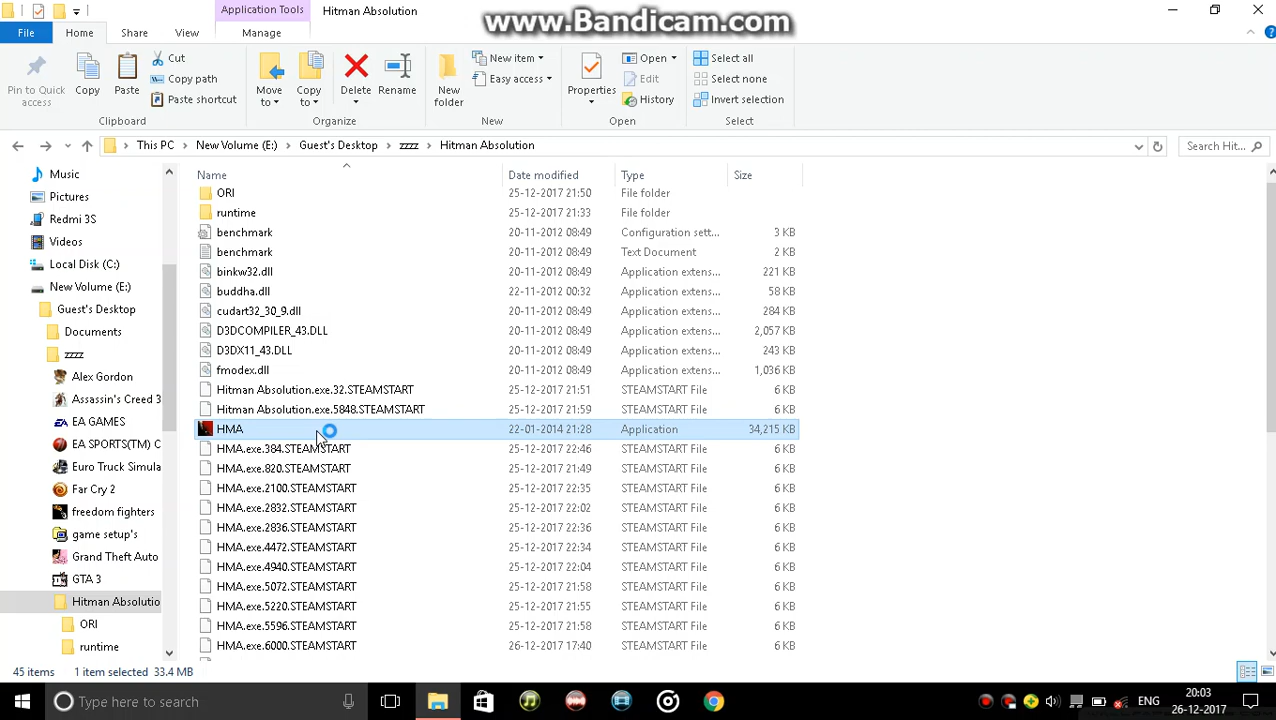 Application Tools
Hitman Absolution
www.Bandicam.com
File
Home
Share
View
Manage
Pin to Quick access
Copy
Paste
Cut
Copy path
Paste shortcut
Clipboard
Move to
Copy to
Delete
Rename
Organize
New folder
New item
Easy access
New
Properties
Open
Edit
History
Open
Select all
Select none
Invert selection
Select
This PC
New Volume (E:)
Guest's Desktop
zzzz
Hitman Absolution
Search Hit...
Music
Pictures
Redmi 3S
Videos
Local Disk (C:)
New Volume (E:)
Guest's Desktop
Documents
zzzz
Alex Gordon
Assassin's Creed 3
EA GAMES
EA SPORTS(TM) C
Euro Truck Simula
Far Cry 2
freedom fighters
game setup's
Grand Theft Auto
GTA 3
Hitman Absolutio
ORI
runtime
Name Date modified Type Size
ORI 25-12-2017 21:50 File folder
runtime 25-12-2017 21:33 File folder
benchmark 20-11-2012 08:49 Configuration sett... 3 KB
benchmark 20-11-2012 08:49 Text Document 2 KB
binkw32.dll 20-11-2012 08:49 Application extens... 221 KB
buddha.dll 22-11-2012 00:32 Application extens... 58 KB
cudart32_30_9.dll 20-11-2012 08:49 Application extens... 284 KB
D3DCOMPILER_43.DLL 20-11-2012 08:49 Application extens... 2,057 KB
D3DX11_43.DLL 20-11-2012 08:49 Application extens... 243 KB
fmodex.dll 20-11-2012 08:49 Application extens... 1,036 KB
Hitman Absolution.exe.32.STEAMSTART 25-12-2017 21:51 STEAMSTART File 6 KB
Hitman Absolution.exe.5848.STEAMSTART 25-12-2017 21:59 STEAMSTART File 6 KB
HMA 22-01-2014 21:28 Application 34,215 KB
HMA.exe.384.STEAMSTART 25-12-2017 22:46 STEAMSTART File 6 KB
HMA.exe.820.STEAMSTART 25-12-2017 21:49 STEAMSTART File 6 KB
HMA.exe.2100.STEAMSTART 25-12-2017 22:35 STEAMSTART File 6 KB
HMA.exe.2832.STEAMSTART 25-12-2017 22:02 STEAMSTART File 6 KB
HMA.exe.2836.STEAMSTART 25-12-2017 22:36 STEAMSTART File 6 KB
HMA.exe.4472.STEAMSTART 25-12-2017 22:34 STEAMSTART File 6 KB
HMA.exe.4940.STEAMSTART 25-12-2017 22:04 STEAMSTART File 6 KB
HMA.exe.5072.STEAMSTART 25-12-2017 21:58 STEAMSTART File 6 KB
HMA.exe.5220.STEAMSTART 25-12-2017 21:55 STEAMSTART File 6 KB
HMA.exe.5596.STEAMSTART 25-12-2017 21:58 STEAMSTART File 6 KB
HMA.exe.6000.STEAMSTART 26-12-2017 17:40 STEAMSTART File 6 KB
45 items 1 item selected 33.4 MB
Type here to search
ENG
20:03
26-12-2017